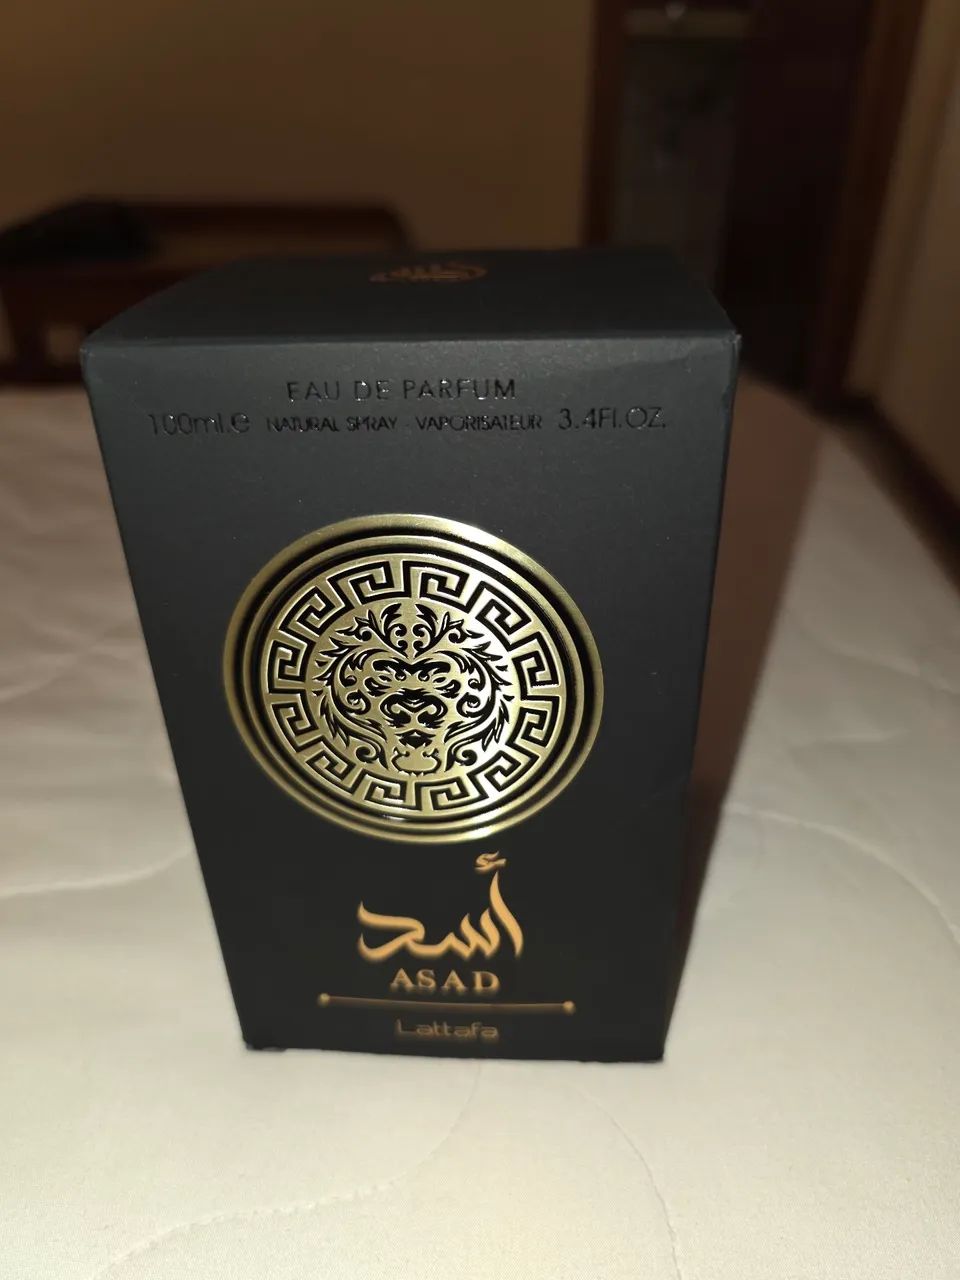 EAU DE PARFUM
100ml.e NATURAL SPRAY - VAPORISATEUR 3.4Fl.OZ.
أسد
ASAD
Lattafa